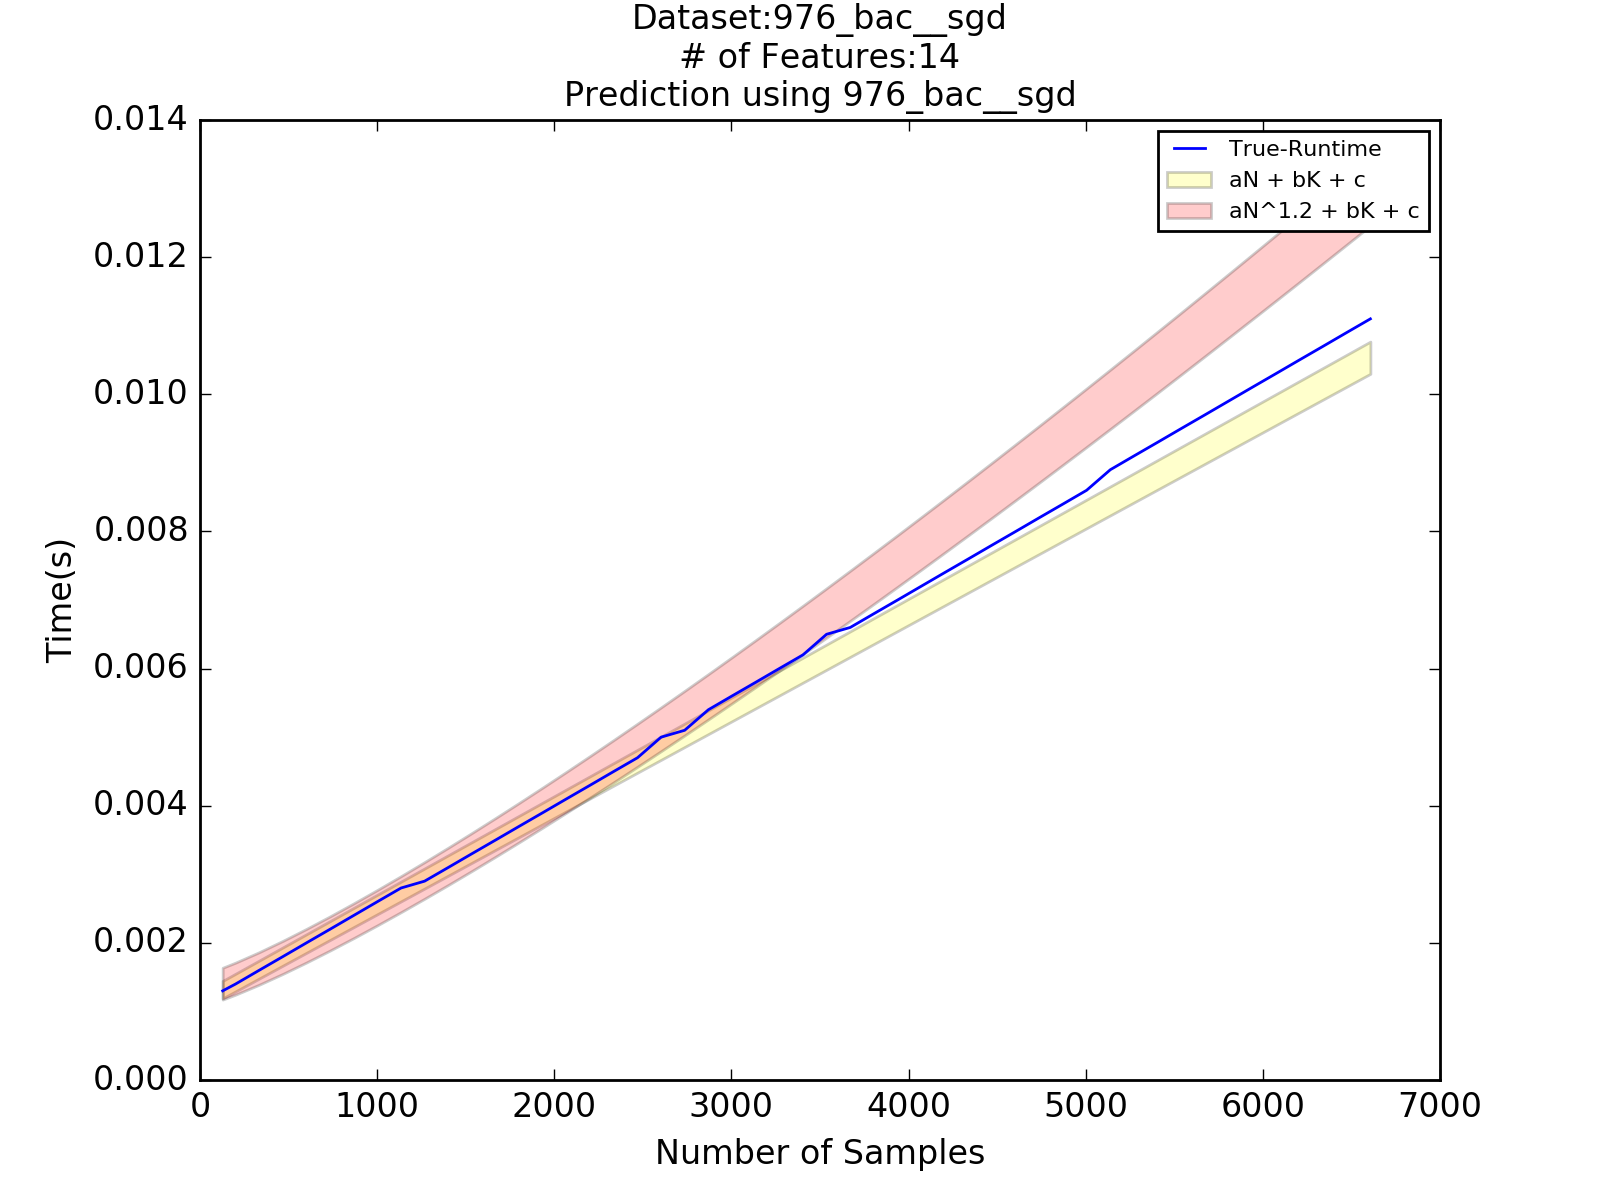 Dataset:976_bac__sgd
# of Features:14
Prediction using 976_bac__sgd
True-Runtime
aN + bK + c
aN^1.2 + bK + c
Time(s)
0.014
0.012
0.010
0.008
0.006
0.004
0.002
0.000
0 1000 2000 3000 4000 5000 6000 7000
Number of Samples